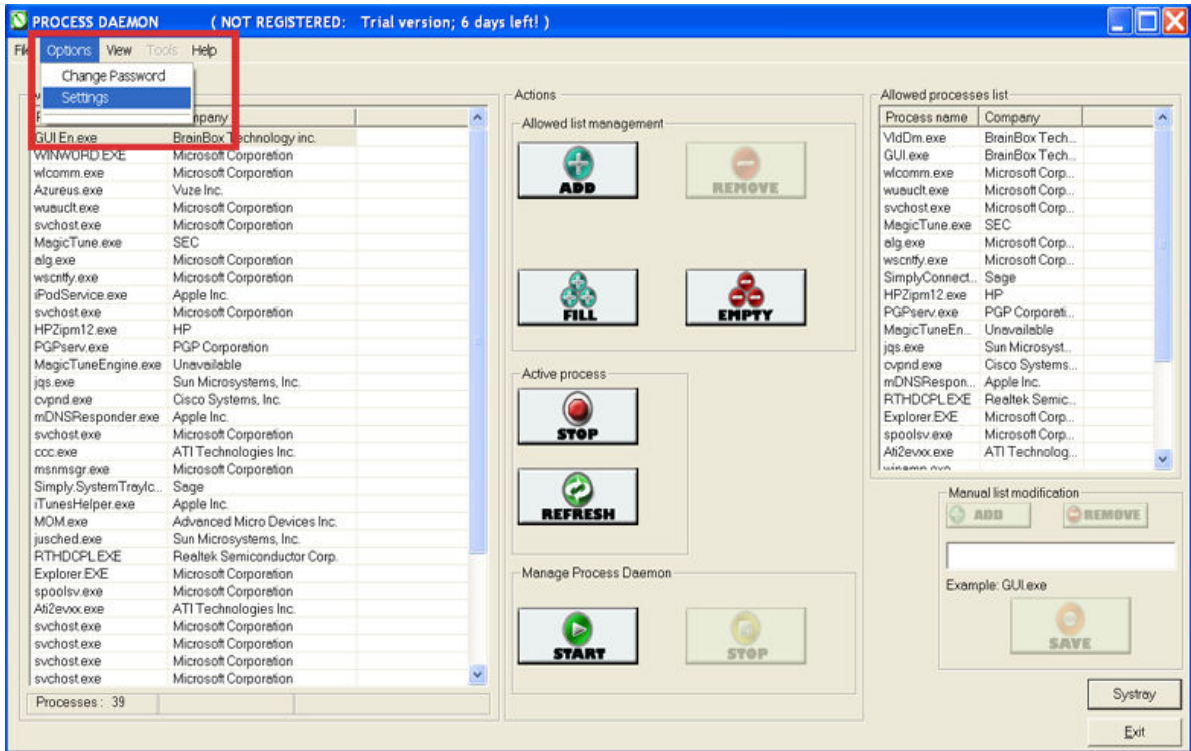 PROCESS DAEMON ( NOT REGISTERED: Trial version; 6 days left! )
Options View Tools Help
Change Password
Settings
Actions
Allowed processes list
Allowed list management
Process name Company
GUI En.exe BrainBox Technology inc.
WINWORD.EXE Microsoft Corporation
wlcomm.exe Microsoft Corporation
Azureus.exe Vuze Inc.
wuauclt.exe Microsoft Corporation
svchost.exe Microsoft Corporation
MagicTune.exe SEC
alg.exe Microsoft Corporation
wscntfy.exe Microsoft Corporation
iPodService.exe Apple Inc.
svchost.exe Microsoft Corporation
HPZipm12.exe HP
PGPserv.exe PGP Corporation
MagicTuneEngine.exe Unavailable
jqs.exe Sun Microsystems, Inc.
cvpnd.exe Cisco Systems, Inc.
mDNSResponder.exe Apple Inc.
svchost.exe Microsoft Corporation
ccc.exe ATI Technologies Inc.
msnmsgr.exe Microsoft Corporation
Simply.SystemTrayIc... Sage
iTunesHelper.exe Apple Inc.
MOM.exe Advanced Micro Devices Inc.
jusched.exe Sun Microsystems, Inc.
RTHDCPL.EXE Realtek Semiconductor Corp.
Explorer.EXE Microsoft Corporation
spoolsv.exe Microsoft Corporation
Ati2evxx.exe ATI Technologies Inc.
svchost.exe Microsoft Corporation
svchost.exe Microsoft Corporation
svchost.exe Microsoft Corporation
svchost.exe Microsoft Corporation
Processes : 39
ADD
REMOVE
FILL
EMPTY
Active process
STOP
REFRESH
Manage Process Daemon
START
STOP
VldDm.exe BrainBox Tech...
GUI.exe BrainBox Tech...
wlcomm.exe Microsoft Corp...
wuauclt.exe Microsoft Corp...
svchost.exe Microsoft Corp...
MagicTune.exe SEC
alg.exe Microsoft Corp...
wscntfy.exe Microsoft Corp...
SimplyConnect... Sage
HPZipm12.exe HP
PGPserv.exe PGP Corporati...
MagicTuneEn... Unavailable
jqs.exe Sun Microsyst...
cvpnd.exe Cisco Systems...
mDNSRespon... Apple Inc.
RTHDCPL.EXE Realtek Semic...
Explorer.EXE Microsoft Corp...
spoolsv.exe Microsoft Corp...
Ati2evxx.exe ATI Technolog...
Manual list modification
ADD
REMOVE
Example: GUI.exe
SAVE
Systray
Exit